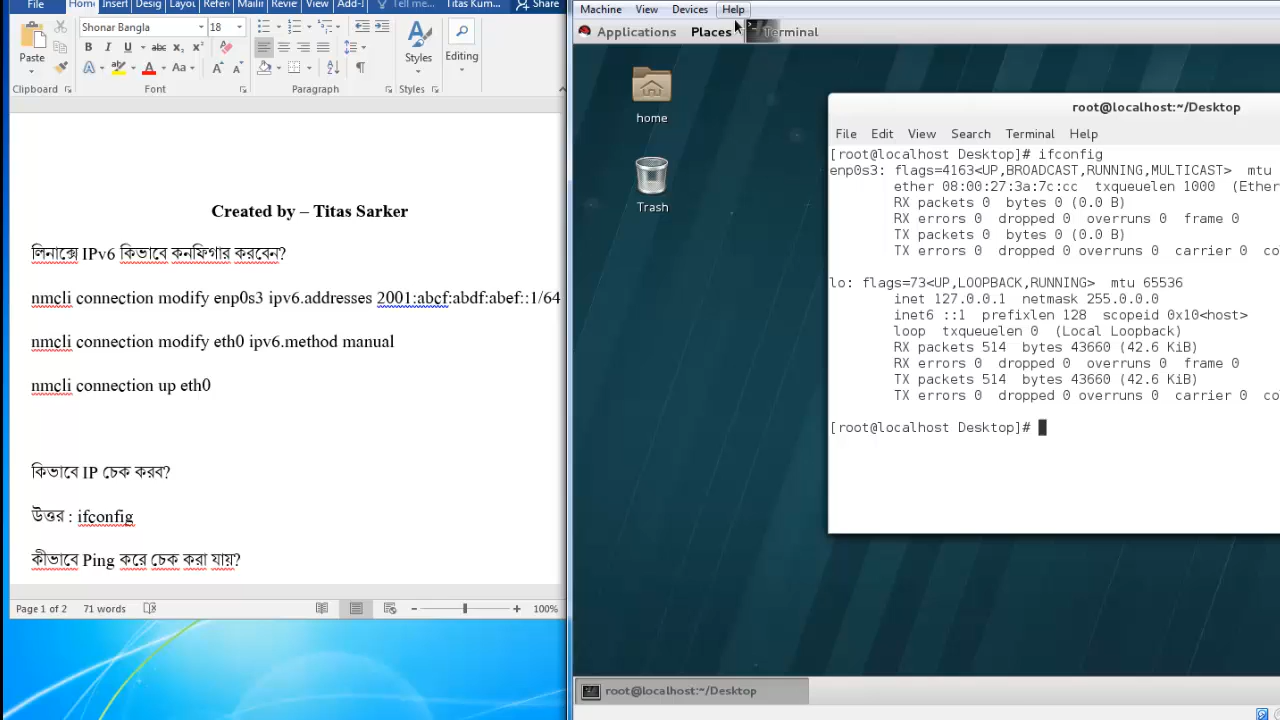 File Home Insert Desig Layou Refere Mailin Revie View Add-I Tell me... Titas Kum... Share
Shonar Bangla 18
Paste
B I U abc x₂ x²
A ab A Aa A A
Styles
Editing
Clipboard Font Paragraph Styles
Created by – Titas Sarker
লিনাক্সে IPv6 কিভাবে কনফিগার করবেন?
nmcli connection modify enp0s3 ipv6.addresses 2001:abcf:abdf:abef::1/64
nmcli connection modify eth0 ipv6.method manual
nmcli connection up eth0
কিভাবে IP চেক করব?
উত্তর : ifconfig
কীভাবে Ping করে চেক করা যায়?
Page 1 of 2 71 words 100%
Machine View Devices Help
Applications Places Terminal
home
Trash
root@localhost:~/Desktop
File Edit View Search Terminal Help
[root@localhost Desktop]# ifconfig
enp0s3: flags=4163<UP,BROADCAST,RUNNING,MULTICAST> mtu
ether 08:00:27:3a:7c:cc txqueuelen 1000 (Ether
RX packets 0 bytes 0 (0.0 B)
RX errors 0 dropped 0 overruns 0 frame 0
TX packets 0 bytes 0 (0.0 B)
TX errors 0 dropped 0 overruns 0 carrier 0 co
lo: flags=73<UP,LOOPBACK,RUNNING> mtu 65536
inet 127.0.0.1 netmask 255.0.0.0
inet6 ::1 prefixlen 128 scopeid 0x10<host>
loop txqueuelen 0 (Local Loopback)
RX packets 514 bytes 43660 (42.6 KiB)
RX errors 0 dropped 0 overruns 0 frame 0
TX packets 514 bytes 43660 (42.6 KiB)
TX errors 0 dropped 0 overruns 0 carrier 0 co
[root@localhost Desktop]#
root@localhost:~/Desktop